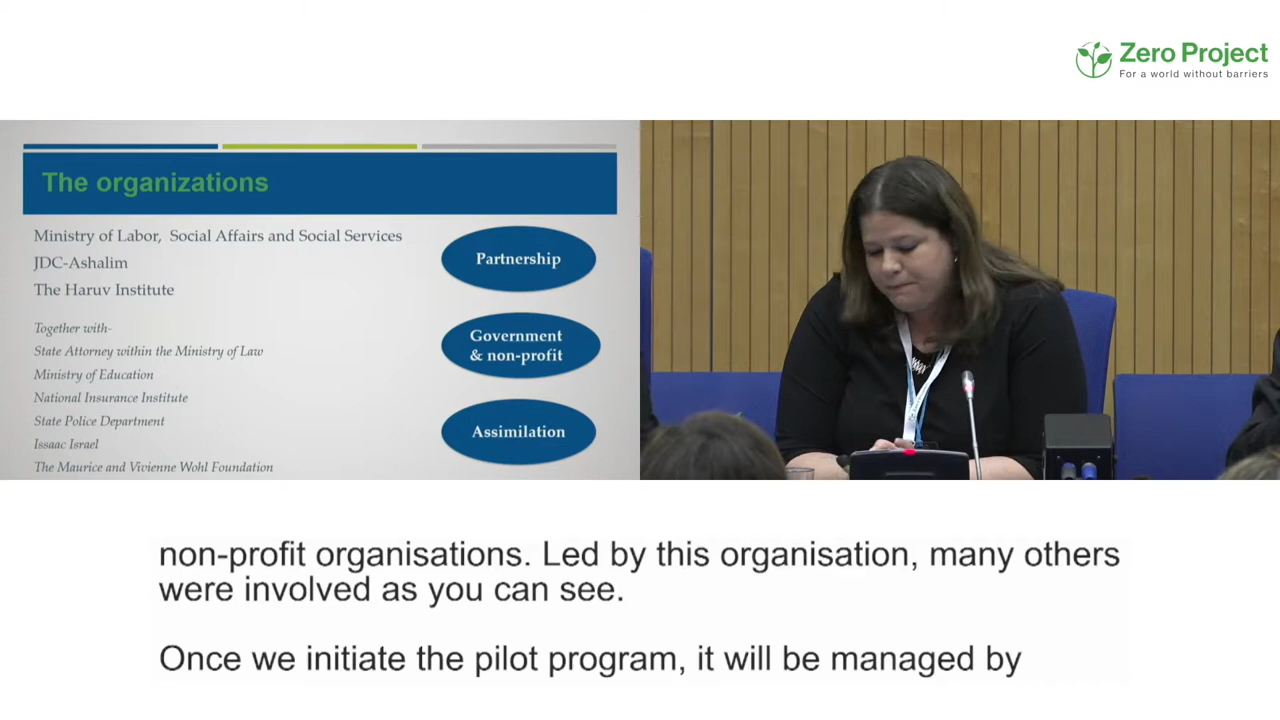 Zero Project
For a world without barriers
The organizations
Ministry of Labor, Social Affairs and Social Services
JDC-Ashalim
The Haruv Institute
Together with-
State Attorney within the Ministry of Law
Ministry of Education
National Insurance Institute
State Police Department
Issaac Israel
The Maurice and Vivienne Wohl Foundation
Partnership
Government
& non-profit
Assimilation
non-profit organisations. Led by this organisation, many others
were involved as you can see.
Once we initiate the pilot program, it will be managed by